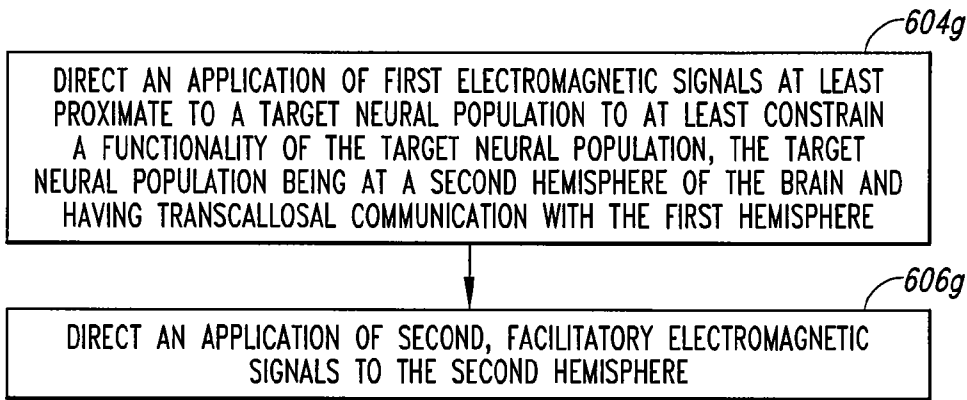 604g
DIRECT AN APPLICATION OF FIRST ELECTROMAGNETIC SIGNALS AT LEAST
PROXIMATE TO A TARGET NEURAL POPULATION TO AT LEAST CONSTRAIN
A FUNCTIONALITY OF THE TARGET NEURAL POPULATION, THE TARGET
NEURAL POPULATION BEING AT A SECOND HEMISPHERE OF THE BRAIN AND
HAVING TRANSCALLOSAL COMMUNICATION WITH THE FIRST HEMISPHERE
606g
DIRECT AN APPLICATION OF SECOND, FACILITATORY ELECTROMAGNETIC
SIGNALS TO THE SECOND HEMISPHERE